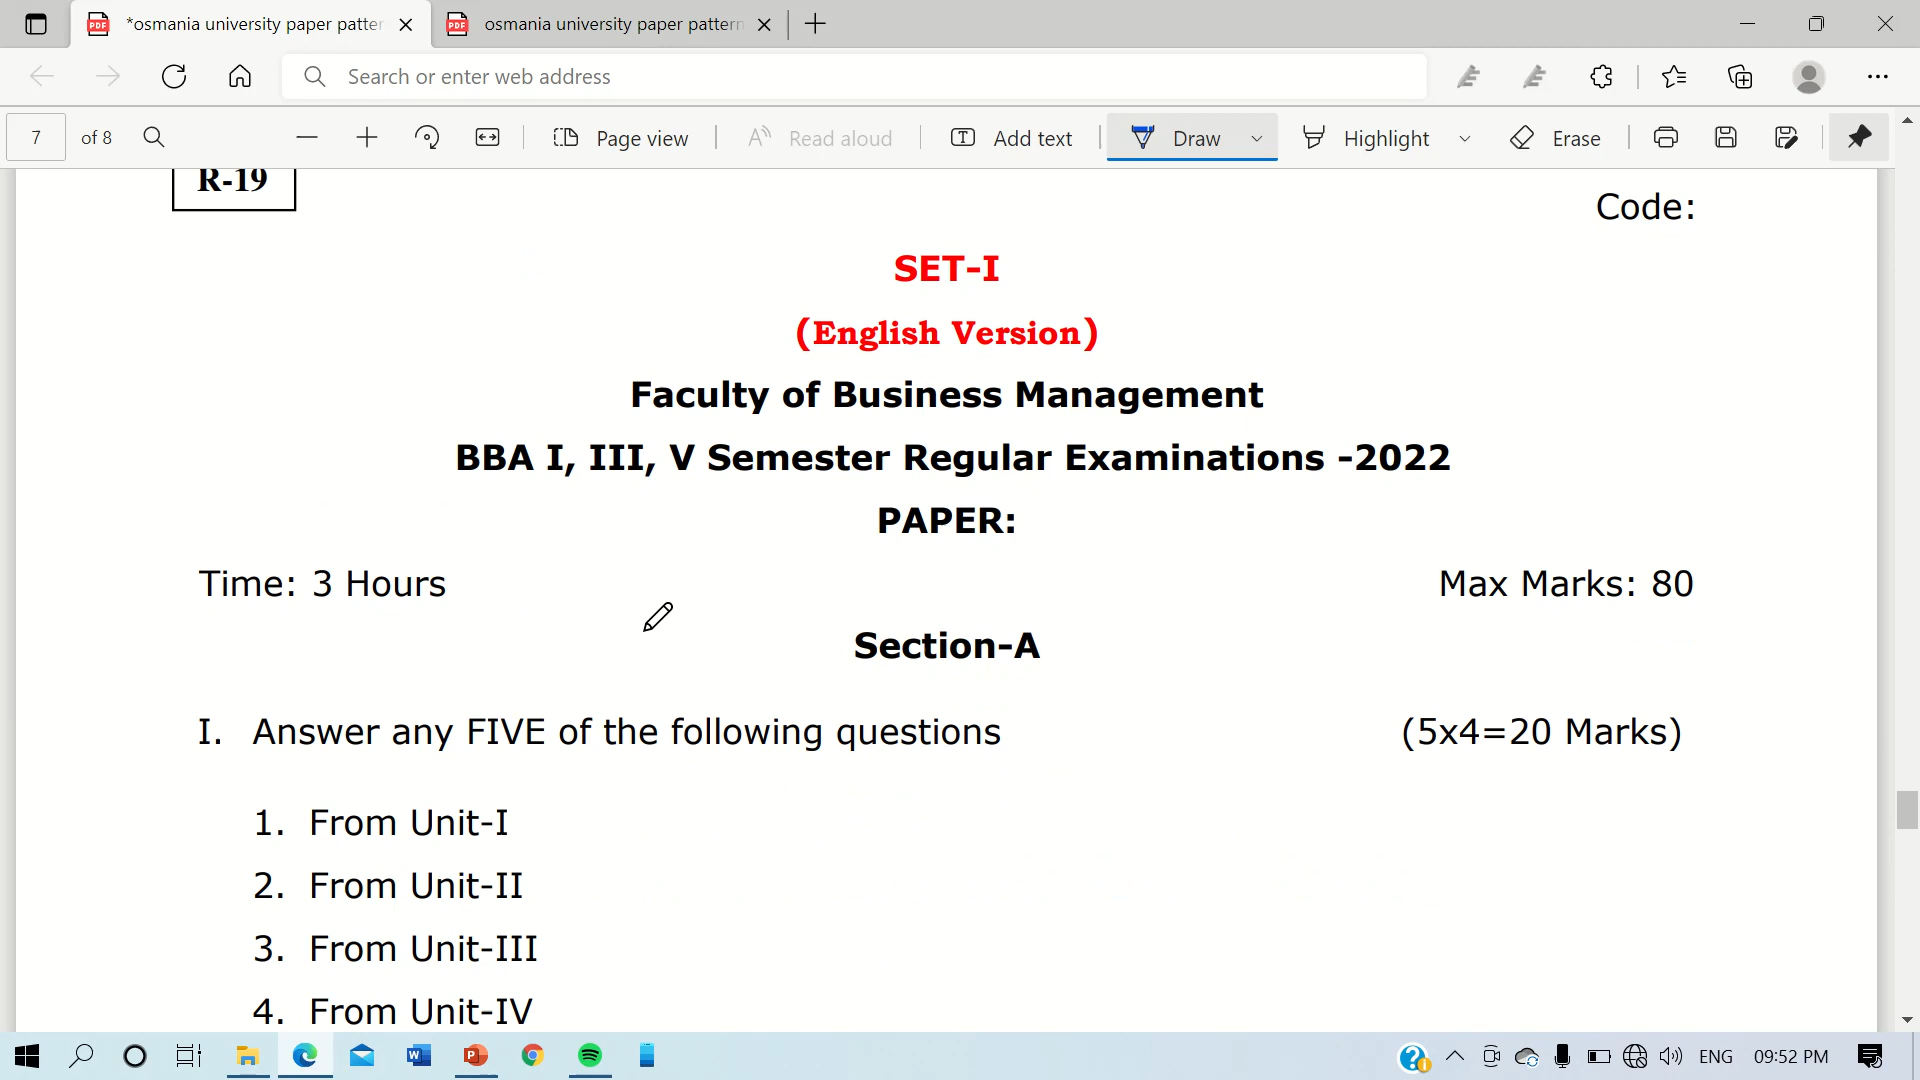 *osmania university paper patter
osmania university paper pattern
Search or enter web address
7 of 8 Page view Read aloud Add text Draw Highlight Erase
R-19
Code:
SET-I
(English Version)
Faculty of Business Management
BBA I, III, V Semester Regular Examinations -2022
PAPER:
Time: 3 Hours Max Marks: 80
Section-A
I. Answer any FIVE of the following questions (5x4=20 Marks)
1. From Unit-I
2. From Unit-II
3. From Unit-III
4. From Unit-IV
ENG 09:52 PM